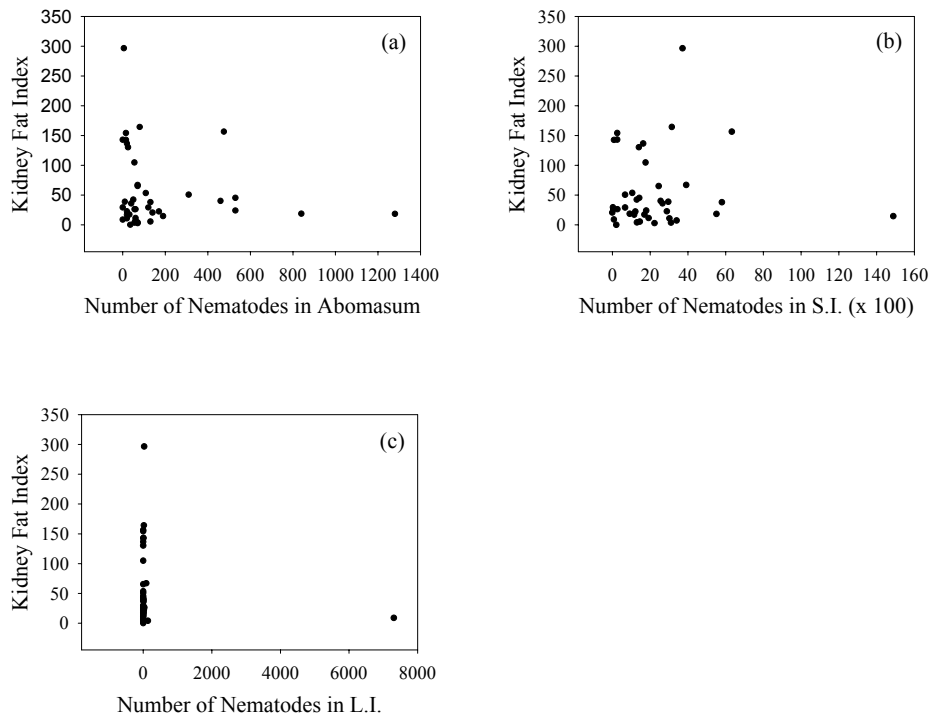 350
300
250
200
150
100
50
0
Kidney Fat Index
(a)
0 200 400 600 800 1000 1200 1400
Number of Nematodes in Abomasum
350
300
250
200
150
100
50
0
Kidney Fat Index
(b)
0 20 40 60 80 100 120 140 160
Number of Nematodes in S.I. (x 100)
350
300
250
200
150
100
50
0
Kidney Fat Index
(c)
0 2000 4000 6000 8000
Number of Nematodes in L.I.